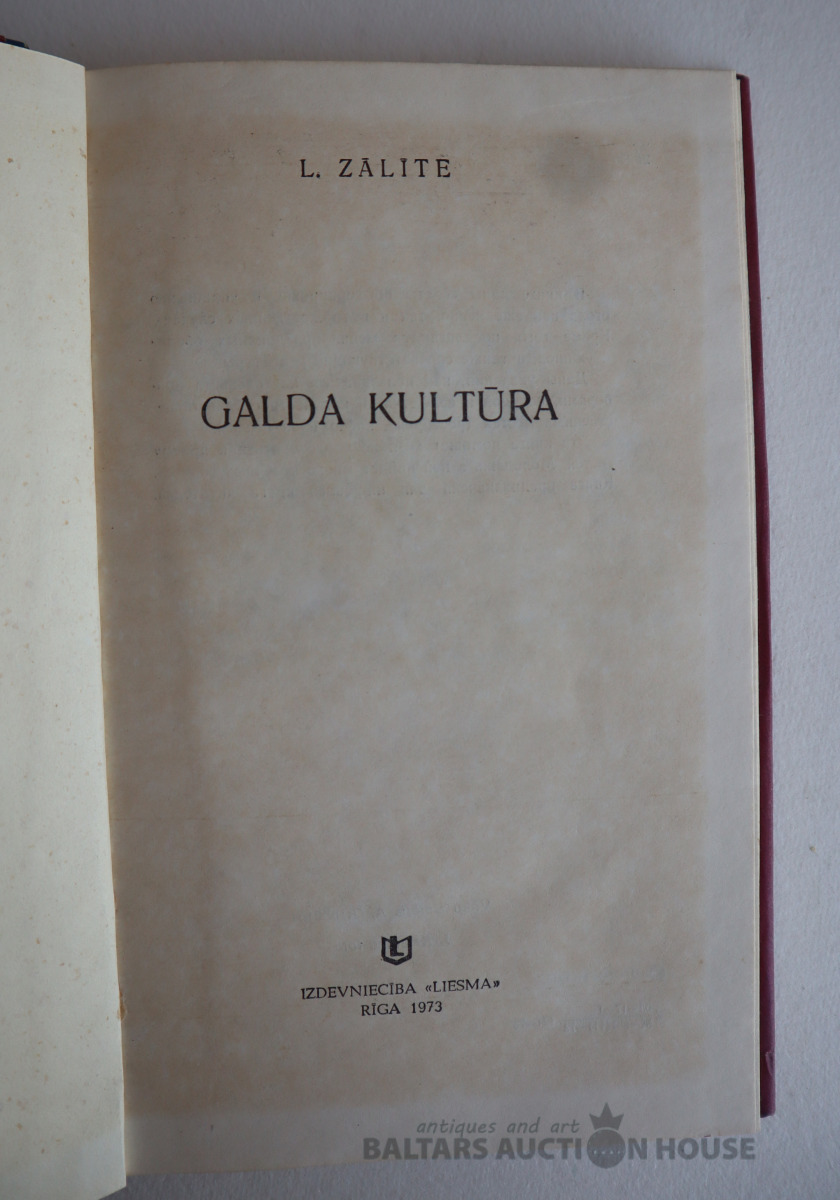 L. ZĀLĪTE
GALDA KULTŪRA
IZDEVNIECĪBA «LIESMA»
RĪGA 1973
antiques and art
BALTARS AUCTION HOUSE